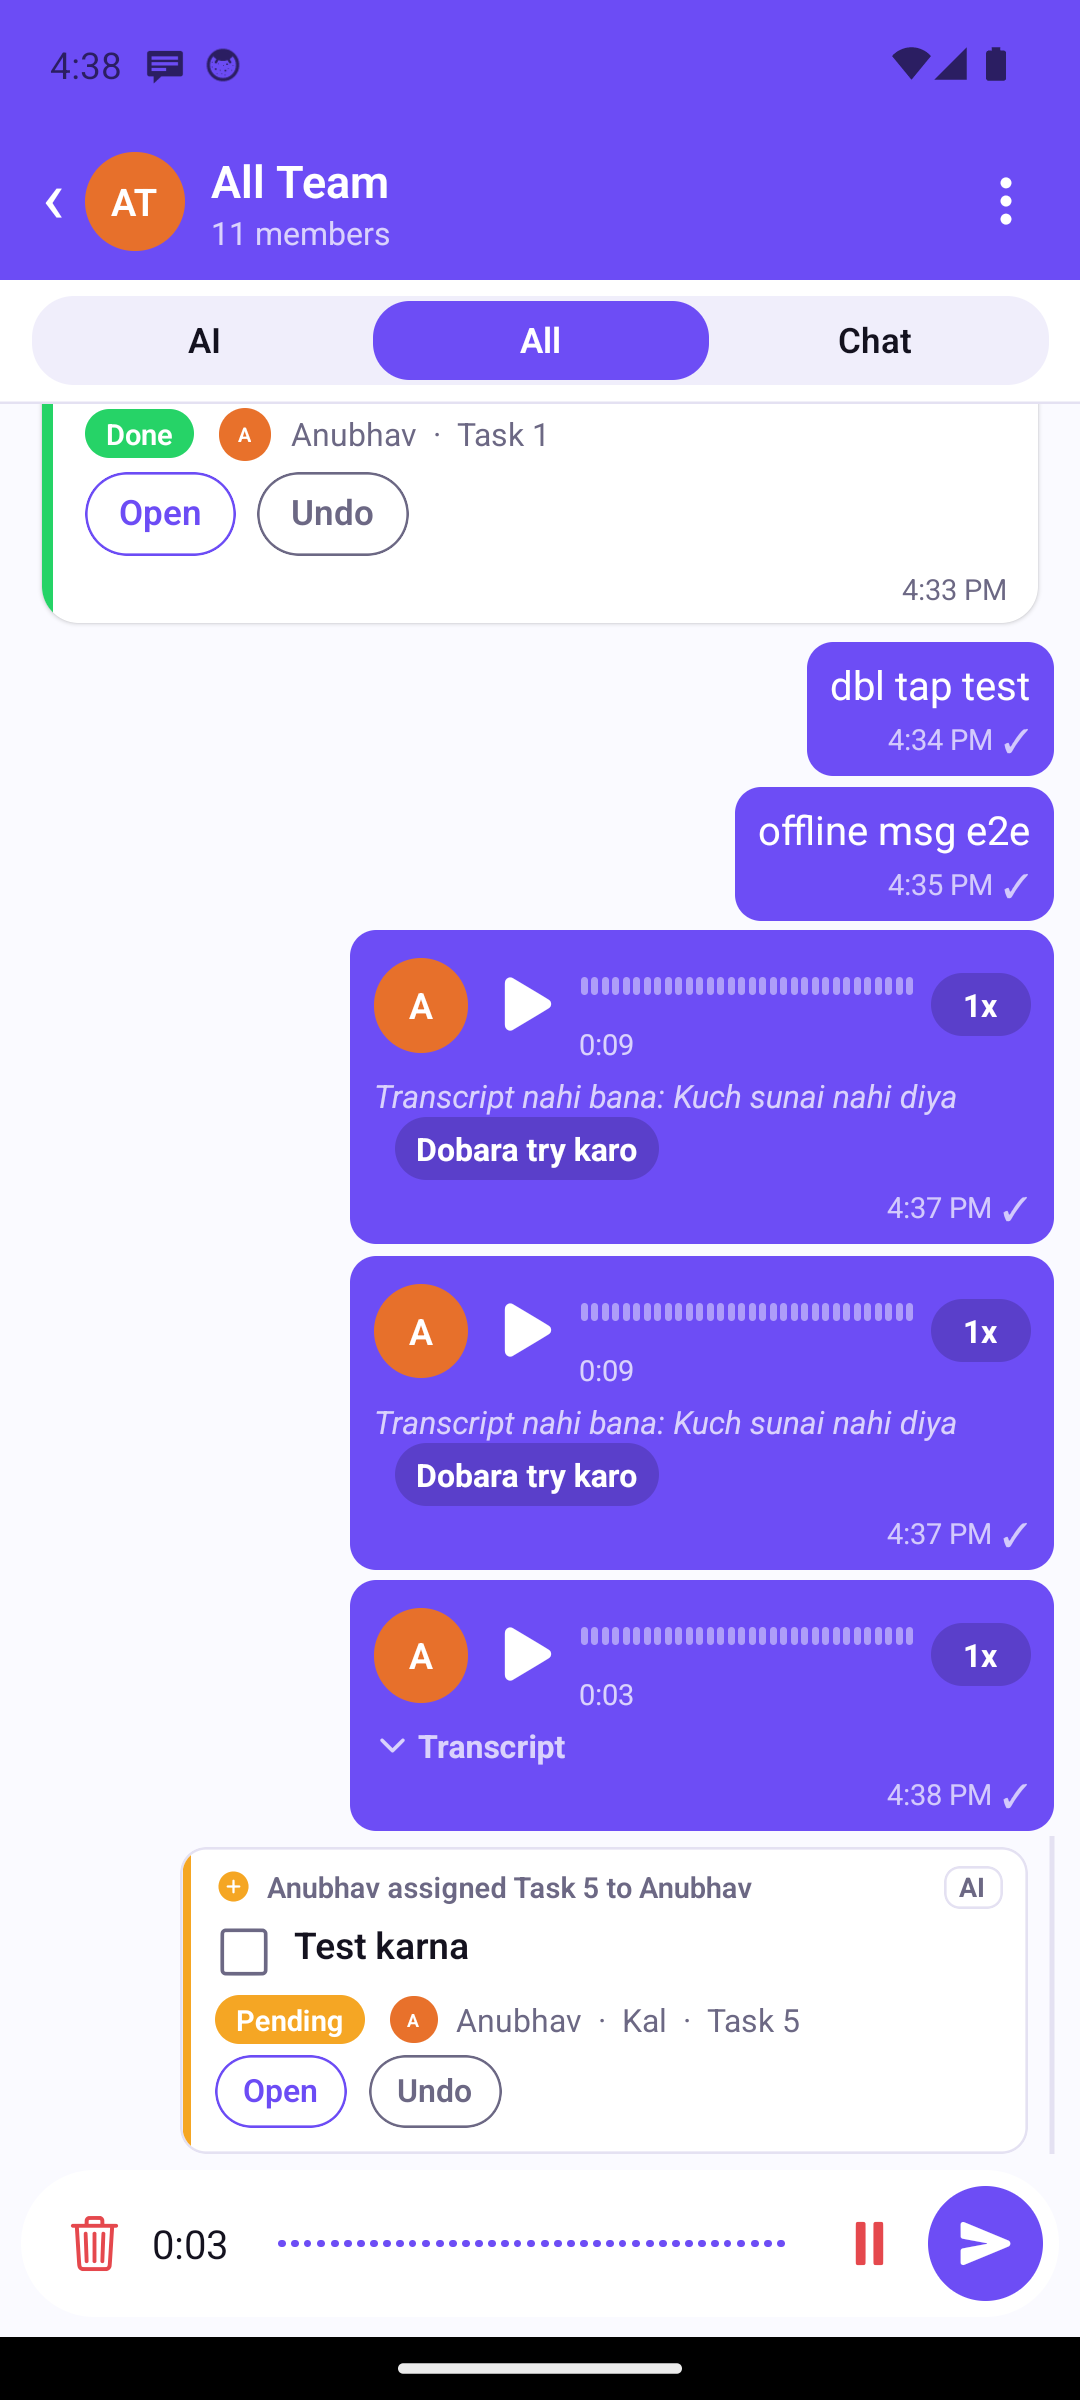 4:38
AT
All Team
11 members
AI
All
Chat
Done
A
Anubhav · Task 1
Open
Undo
4:33 PM
dbl tap test
4:34 PM ✓
offline msg e2e
4:35 PM ✓
A
1x
0:09
Transcript nahi bana: Kuch sunai nahi diya
Dobara try karo
4:37 PM ✓
A
1x
0:09
Transcript nahi bana: Kuch sunai nahi diya
Dobara try karo
4:37 PM ✓
A
1x
0:03
Transcript
4:38 PM ✓
Anubhav assigned Task 5 to Anubhav
AI
Test karna
Pending
A
Anubhav · Kal · Task 5
Open
Undo
0:03